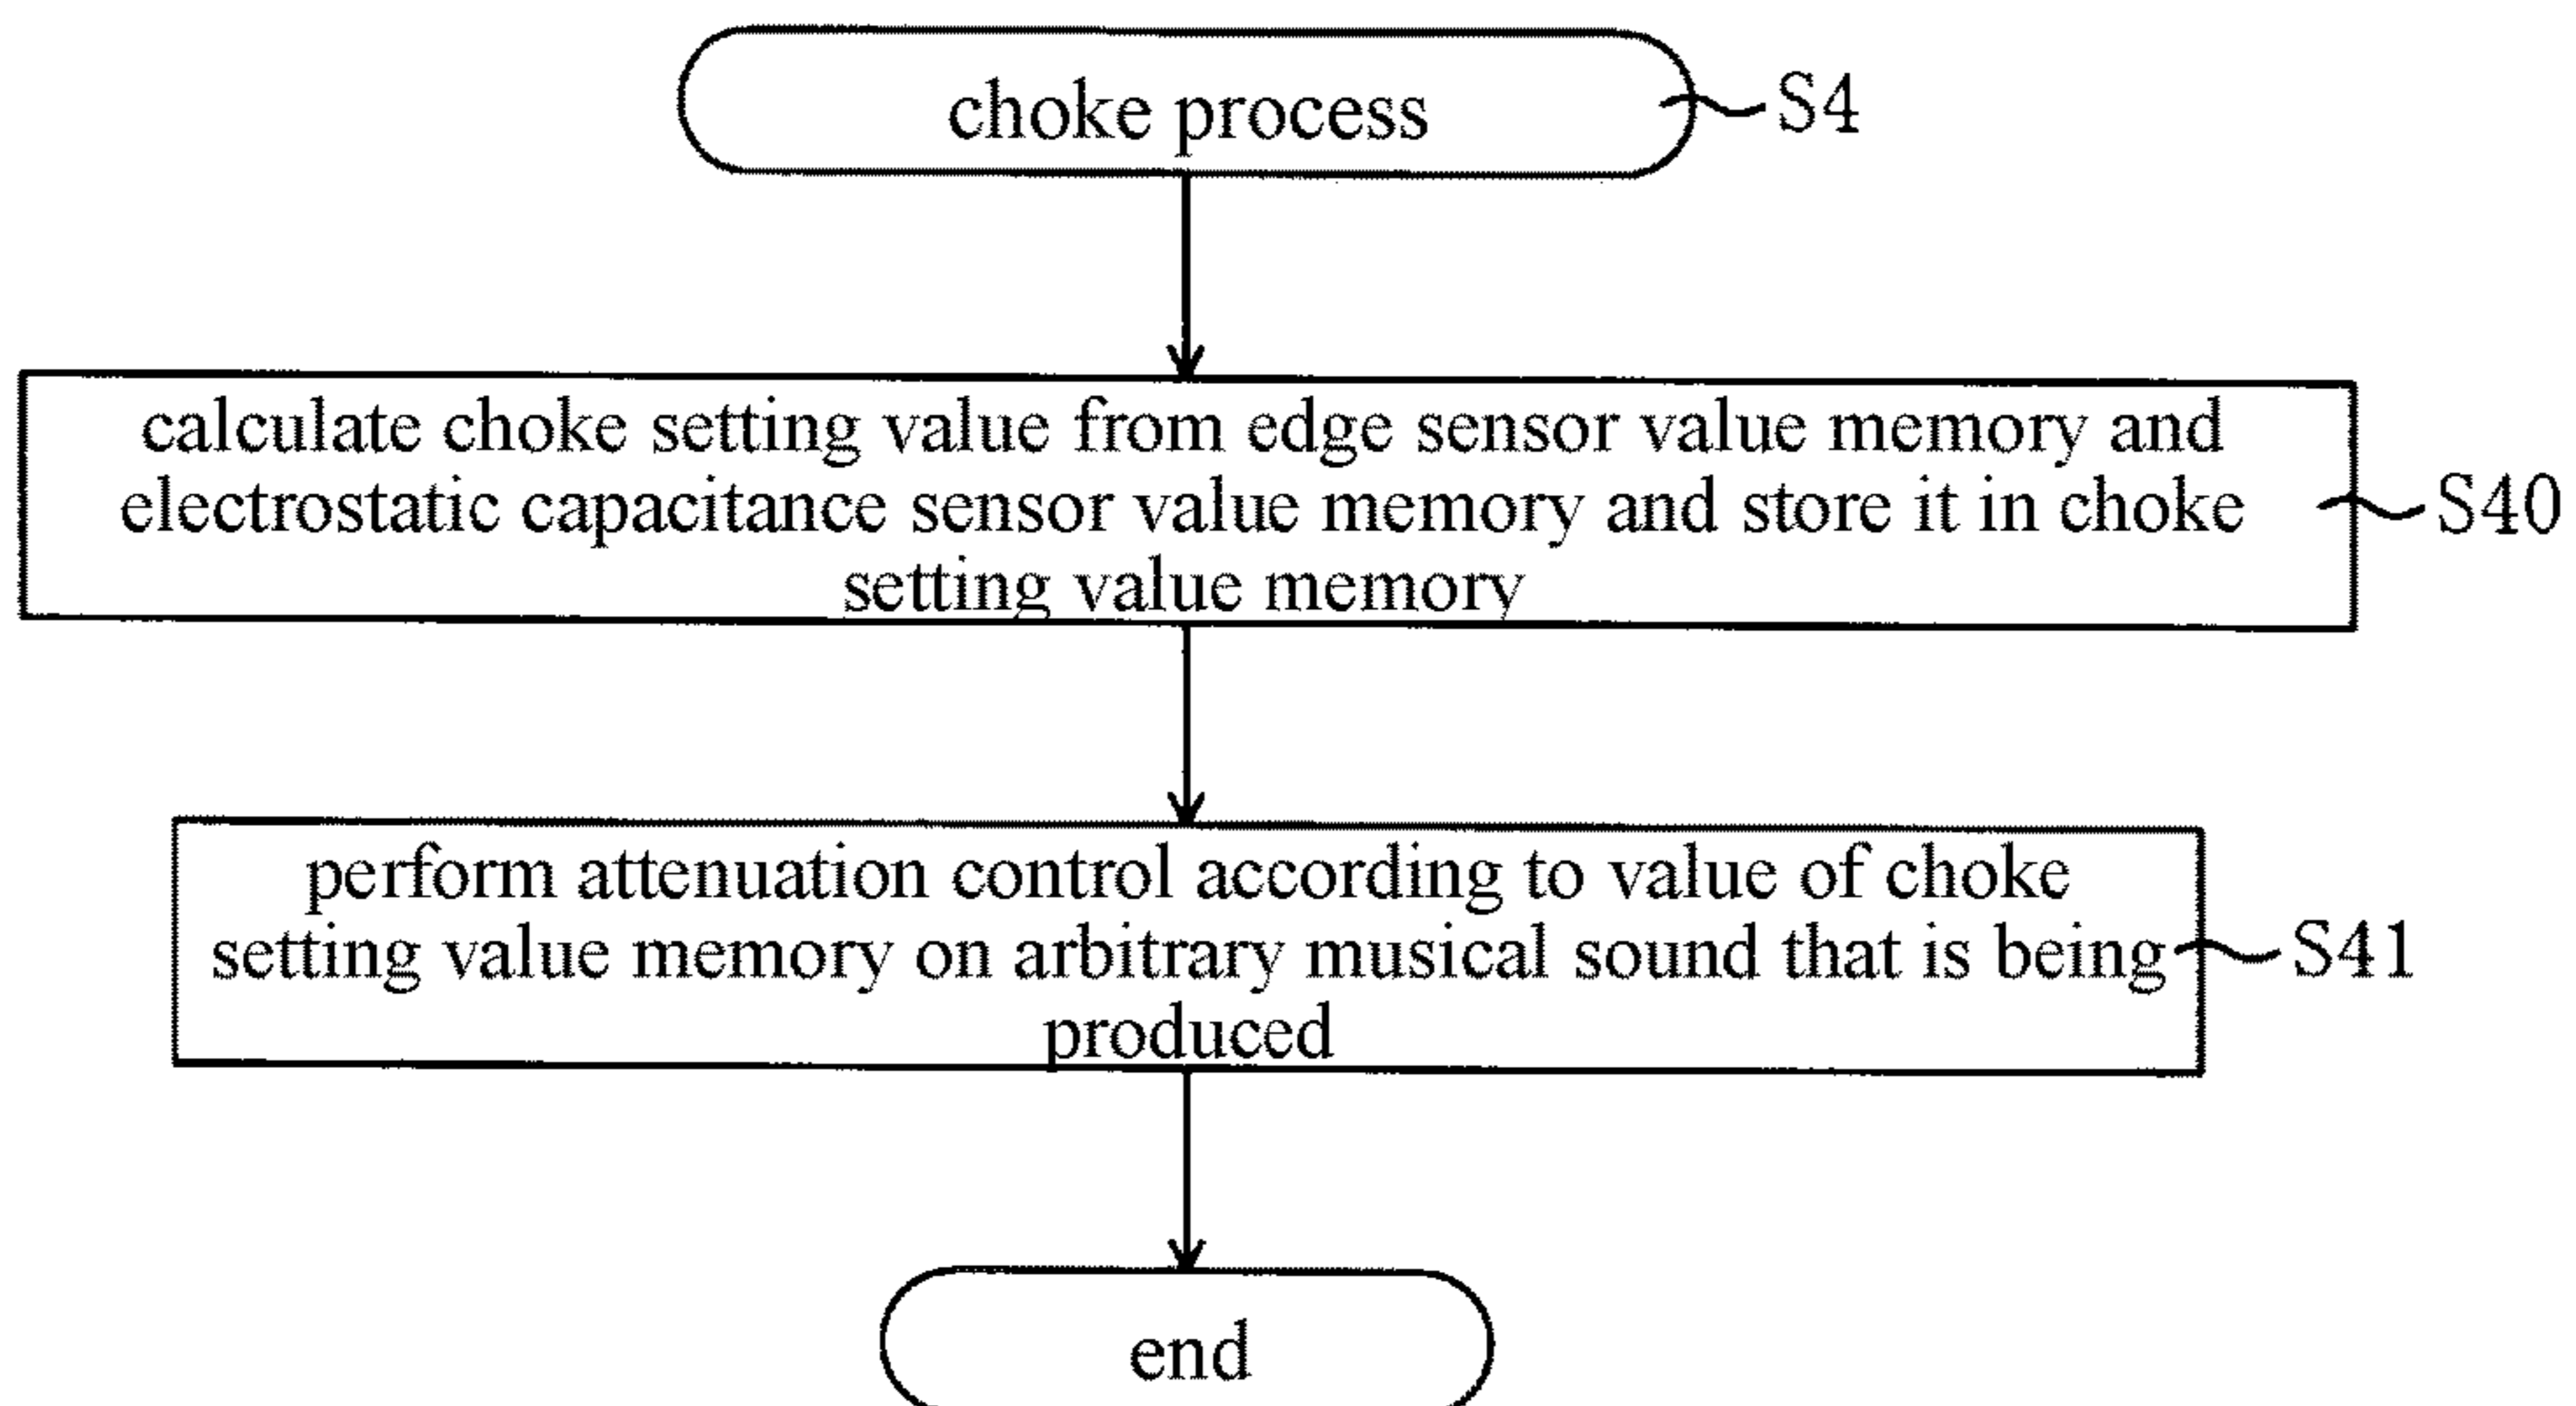 choke process
S4
calculate choke setting value from edge sensor value memory and
electrostatic capacitance sensor value memory and store it in choke
setting value memory
S40
perform attenuation control according to value of choke
setting value memory on arbitrary musical sound that is being
produced
S41
end